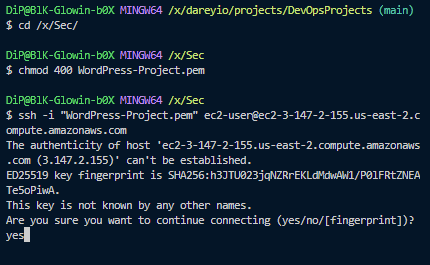 DiP@BlK-Glowin-b0X MINGW64 /x/dareyio/projects/DevOpsProjects (main)
$ cd /x/Sec/
DiP@BlK-Glowin-b0X MINGW64 /x/Sec
$ chmod 400 WordPress-Project.pem
DiP@BlK-Glowin-b0X MINGW64 /x/Sec
$ ssh -i "WordPress-Project.pem" ec2-user@ec2-3-147-2-155.us-east-2.c
ompute.amazonaws.com
The authenticity of host 'ec2-3-147-2-155.us-east-2.compute.amazonaws
.com (3.147.2.155)' can't be established.
ED25519 key fingerprint is SHA256:h3JTU023jqNZRrEKLdMdwAW1/P0lFRtZNEA
Te5oPiwA.
This key is not known by any other names.
Are you sure you want to continue connecting (yes/no/[fingerprint])?
yes